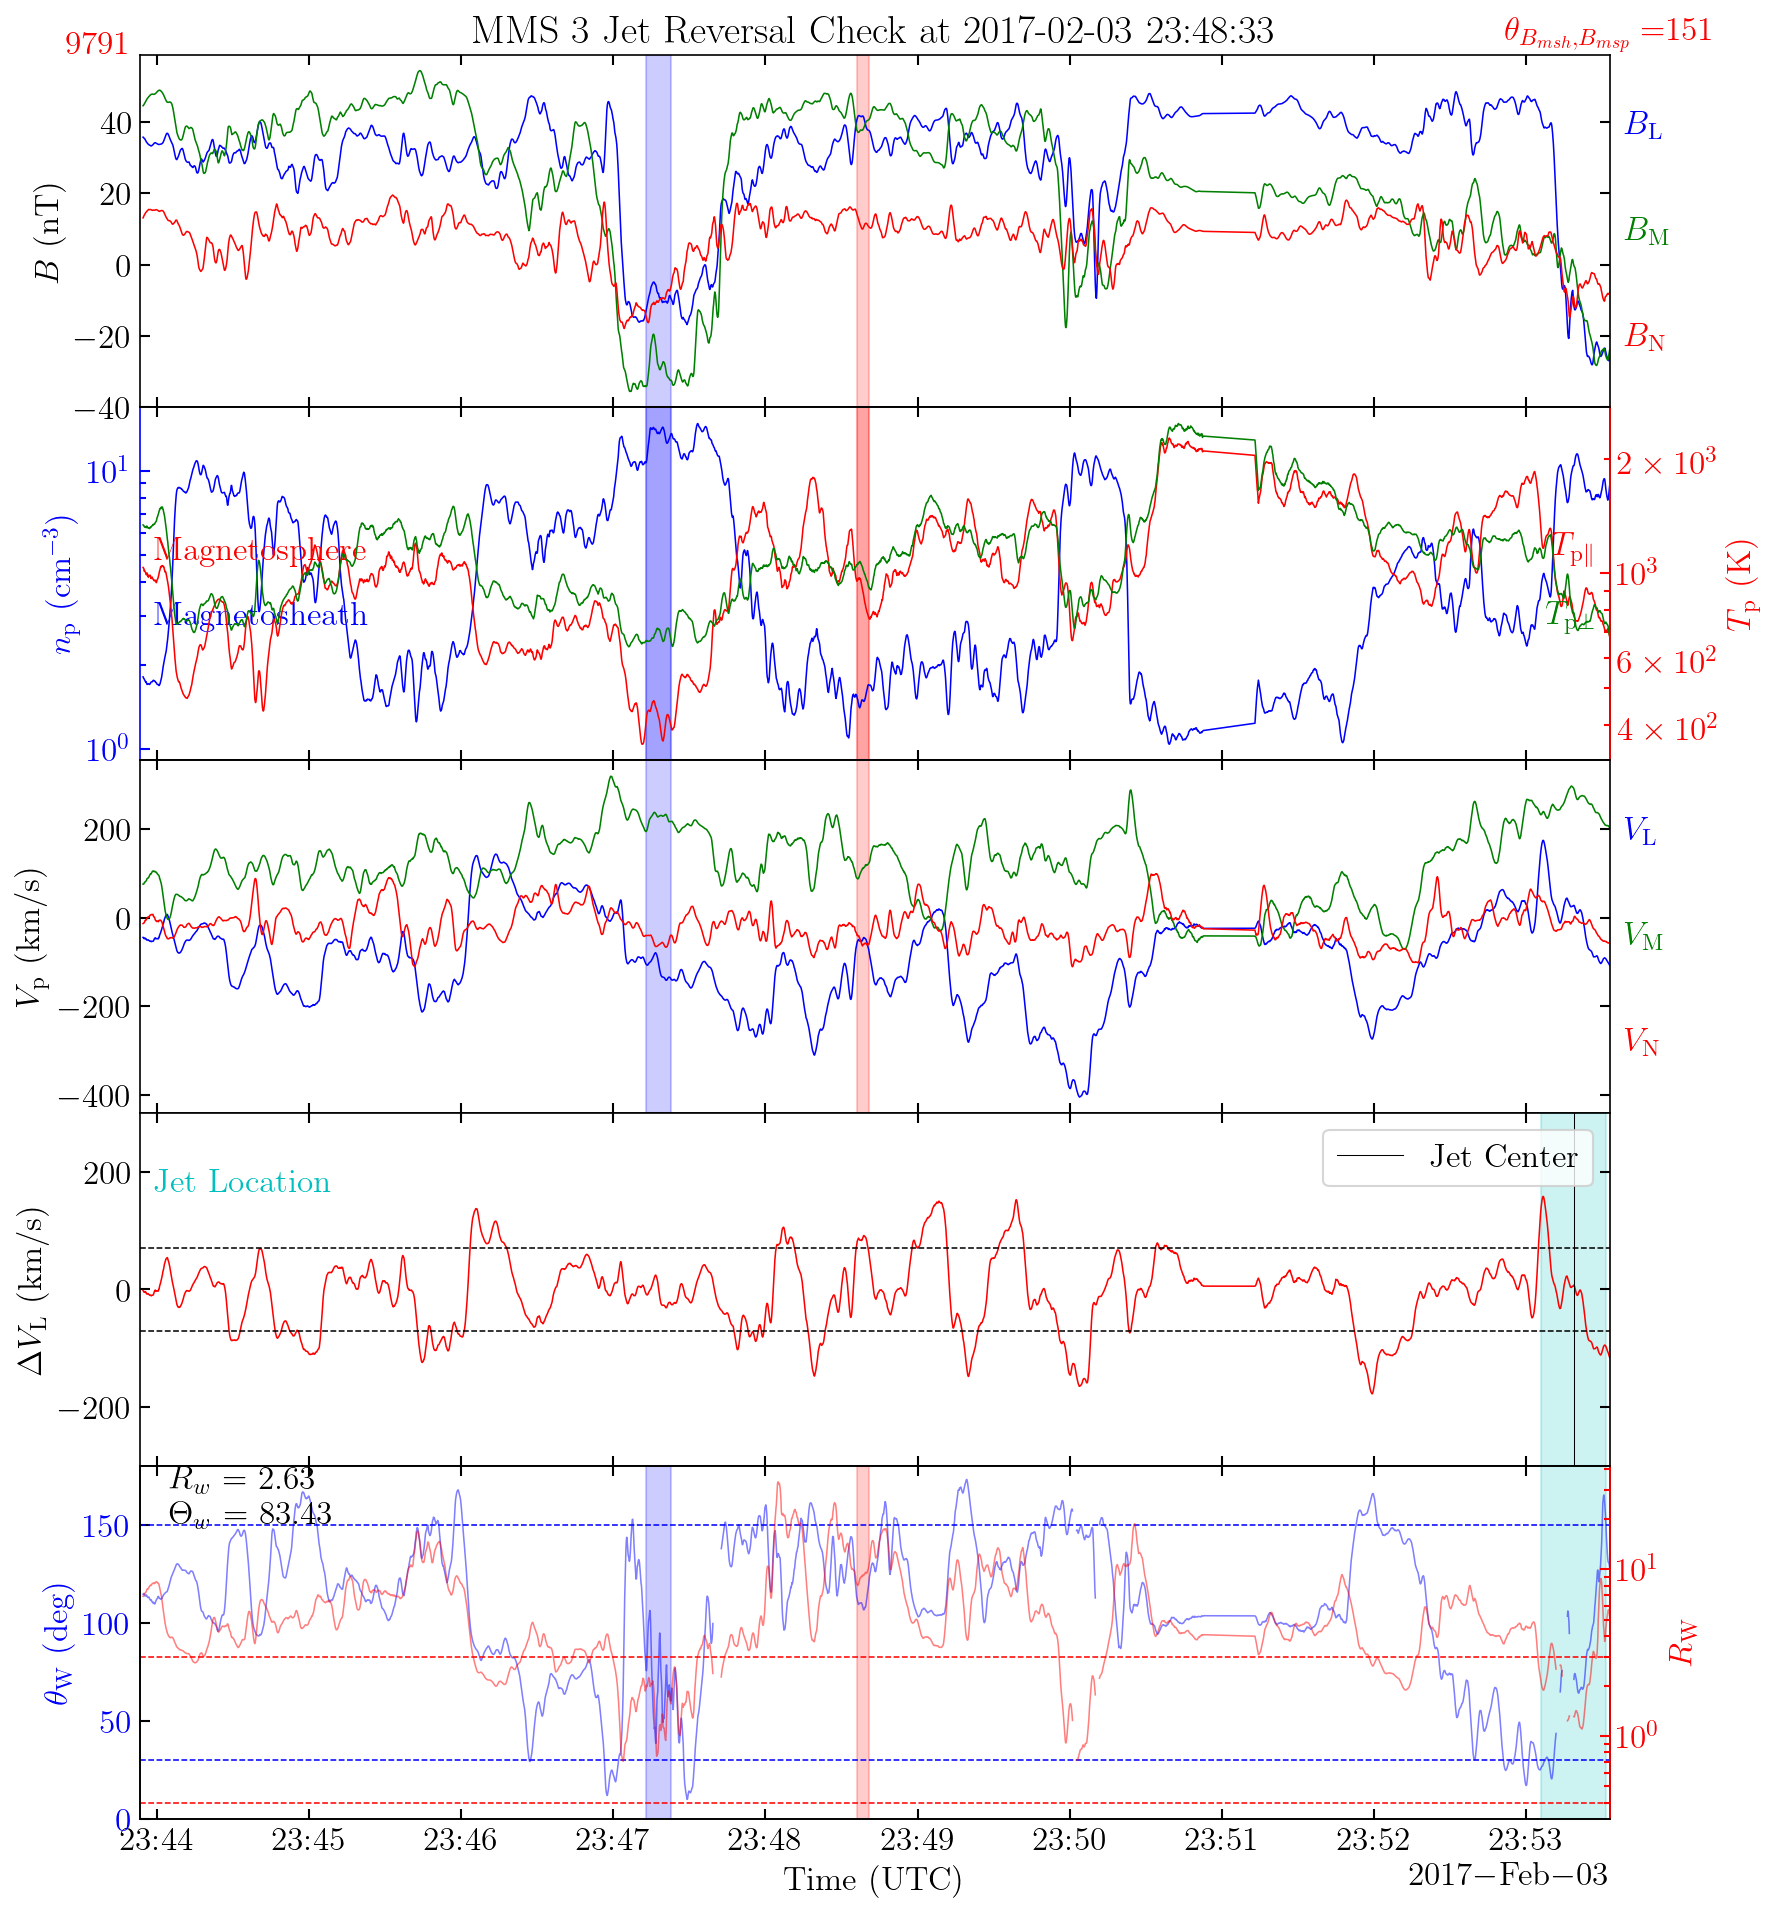 MMS 3 Jet Reversal Check at 2017-02-03 23:48:33
9791
θ_{B_{msh},B_{msp}} =151
40
20
0
−20
−40
B (nT)
B_L
B_M
B_N
10^1
10^0
n_p (cm^{−3})
Magnetosphere
Magnetosheath
T_{p∥}
T_{p⊥}
2 × 10^3
10^3
6 × 10^2
4 × 10^2
T_p (K)
200
0
−200
−400
V_p (km/s)
V_L
V_M
V_N
200
0
−200
ΔV_L (km/s)
Jet Location
Jet Center
R_w = 2.63
Θ_w = 83.43
150
100
50
0
θ_W (deg)
10^1
10^0
R_W
23:44 23:45 23:46 23:47 23:48 23:49 23:50 23:51 23:52 23:53
Time (UTC)
2017−Feb−03